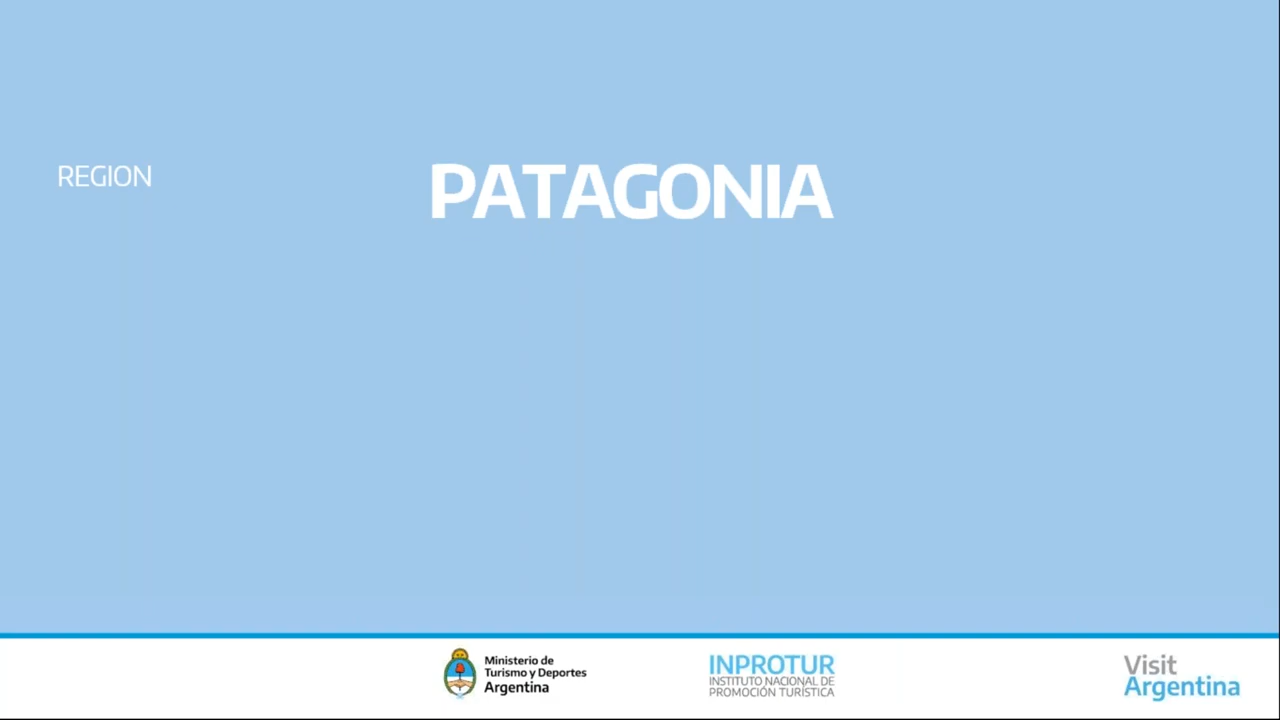 REGION
PATAGONIA
Ministerio de
Turismo y Deportes
Argentina
INPROTUR
INSTITUTO NACIONAL DE
PROMOCIÓN TURÍSTICA
Visit
Argentina